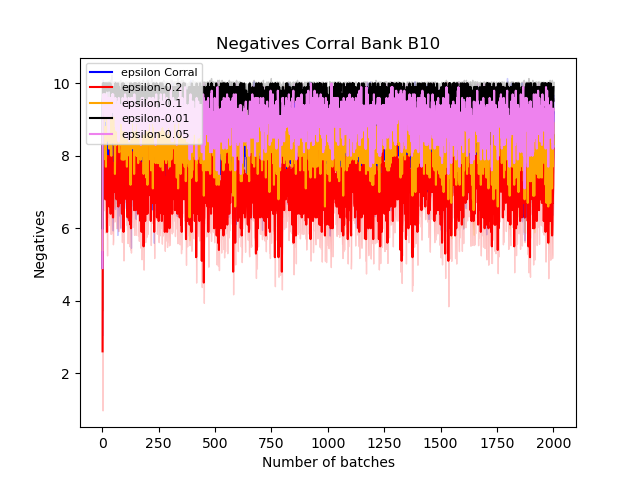 Negatives Corral Bank B10
epsilon Corral
epsilon-0.2
epsilon-0.1
epsilon-0.01
epsilon-0.05
Negatives
10
8
6
4
2
0 250 500 750 1000 1250 1500 1750 2000
Number of batches